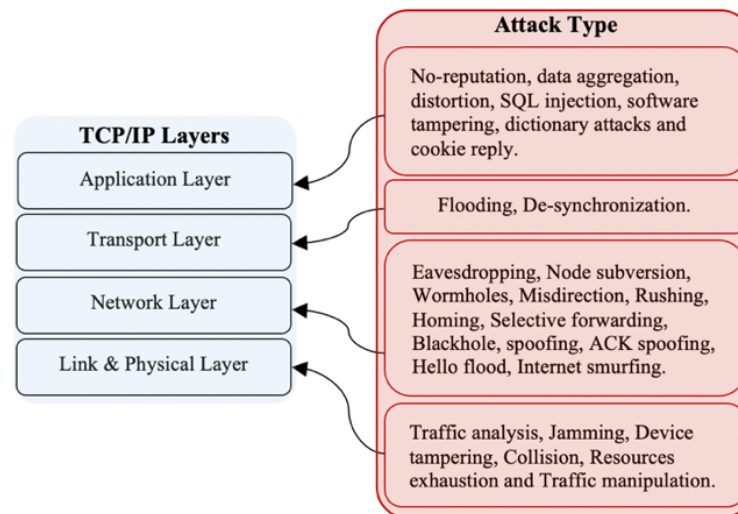 TCP/IP Layers
Application Layer
Transport Layer
Network Layer
Link & Physical Layer
Attack Type
No-reputation, data aggregation,
distortion, SQL injection, software
tampering, dictionary attacks and
cookie reply.
Flooding, De-synchronization.
Eavesdropping, Node subversion,
Wormholes, Misdirection, Rushing,
Homing, Selective forwarding,
Blackhole, spoofing, ACK spoofing,
Hello flood, Internet smurfing.
Traffic analysis, Jamming, Device
tampering, Collision, Resources
exhaustion and Traffic manipulation.